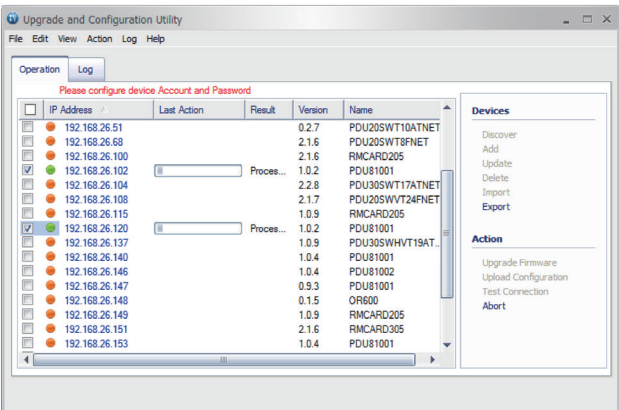 Upgrade and Configuration Utility
File Edit View Action Log Help
Operation Log
Please configure device Account and Password
IP Address Last Action Result Version Name
192.168.26.51 0.2.7 PDU20SWT10ATNET
192.168.26.68 2.1.6 PDU20SWT8FNET
192.168.26.100 2.1.6 RMCARD205
192.168.26.102 Proces... 1.0.2 PDU81001
192.168.26.104 2.2.8 PDU30SWT17ATNET
192.168.26.108 2.1.7 PDU20SWVT24FNET
192.168.26.115 1.0.9 RMCARD205
192.168.26.120 Proces... 1.0.2 PDU81001
192.168.26.137 1.0.9 PDU30SWHVT19AT...
192.168.26.140 1.0.4 PDU81001
192.168.26.146 1.0.4 PDU81002
192.168.26.147 0.9.3 PDU81001
192.168.26.148 0.1.5 OR600
192.168.26.149 1.0.9 RMCARD205
192.168.26.151 2.1.6 RMCARD305
192.168.26.153 1.0.4 PDU81001
Devices
Discover
Add
Update
Delete
Import
Export
Action
Upgrade Firmware
Upload Configuration
Test Connection
Abort